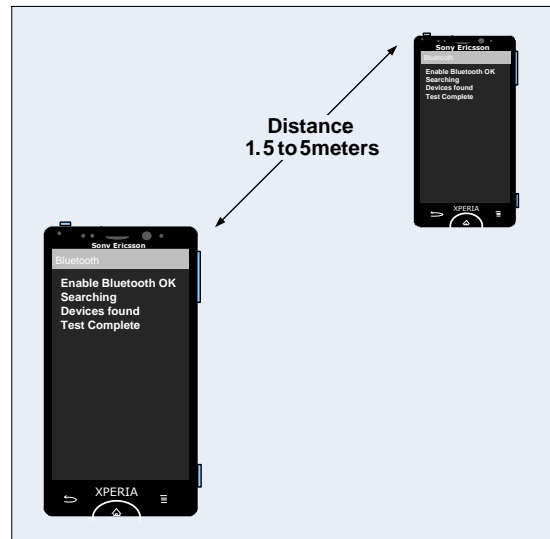 Sony Ericsson
Bluetooth
Enable Bluetooth OK
Searching
Devices found
Test Complete
XPERIA
Distance
1.5 to 5meters
Sony Ericsson
Bluetooth
Enable Bluetooth OK
Searching
Devices found
Test Complete
XPERIA